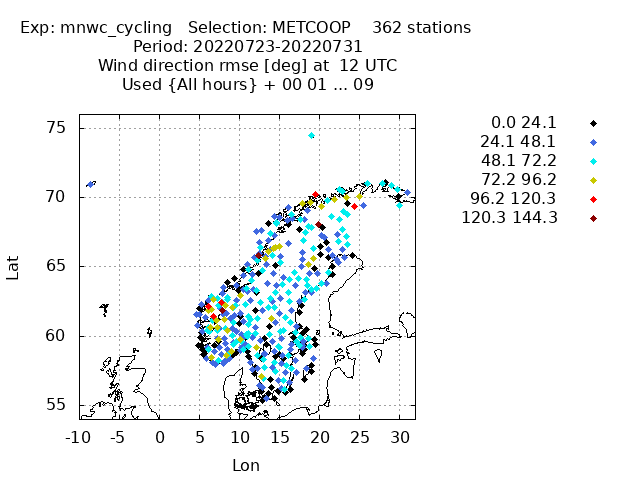 Exp: mnwc_cycling   Selection: METCOOP    362 stations
Period: 20220723-20220731
Wind direction rmse [deg] at  12 UTC
Used {All hours} + 00 01 ... 09
0.0 24.1
24.1 48.1
48.1 72.2
72.2 96.2
96.2 120.3
120.3 144.3
75
70
65
60
55
Lat
-10 -5 0 5 10 15 20 25 30
Lon